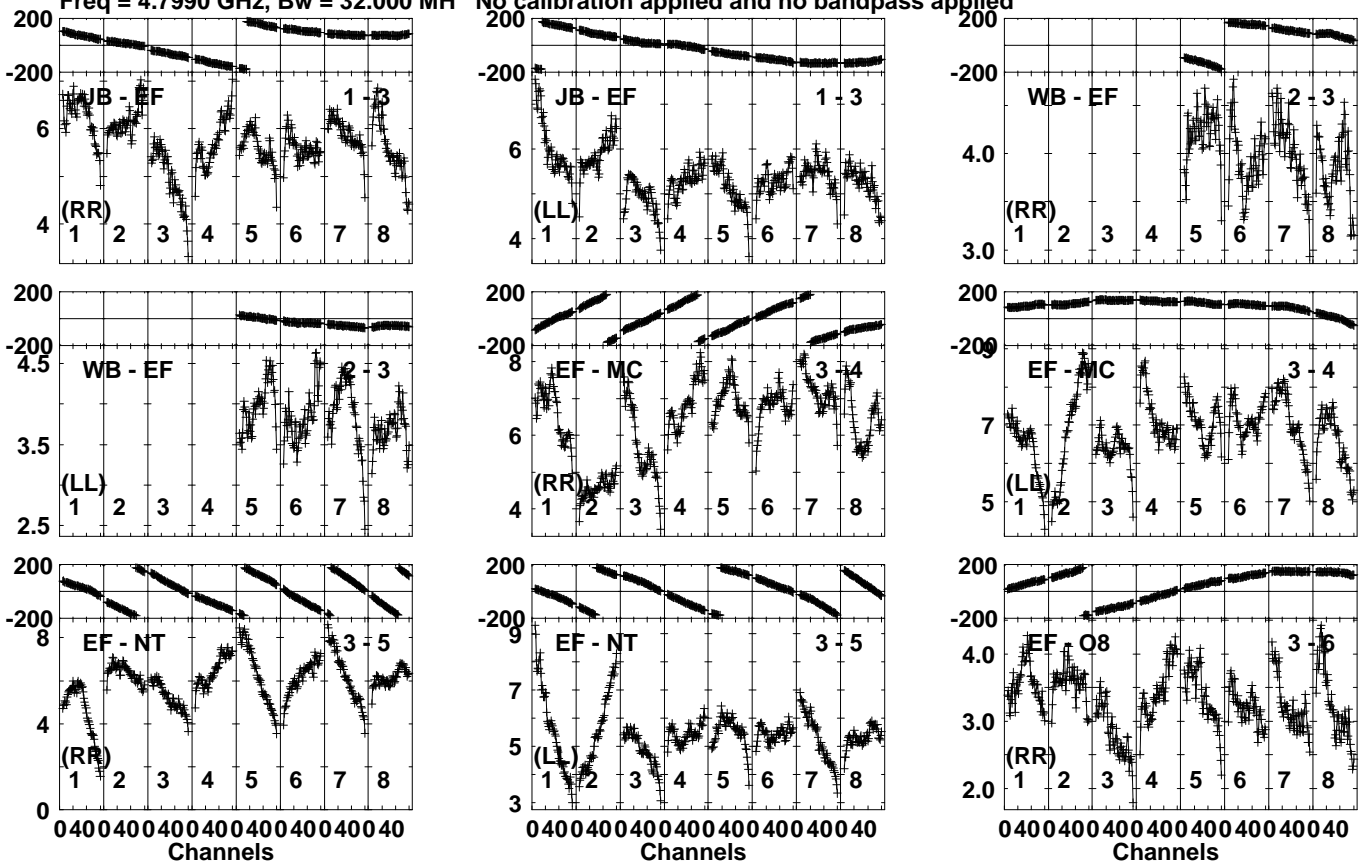 Freq = 4.7990 GHz, Bw = 32.000 MH No calibration applied and no bandpass applied
200
-200
JB - EF 1 - 3
6
4
(RR)
1 2 3 4 5 6 7 8
JB - EF 1 - 3
6
4
(LL)
1 2 3 4 5 6 7 8
200
-200
WB - EF 2 - 3
4.0
3.0
(RR)
1 2 3 4 5 6 7 8
200
-200
4.5
WB - EF 2 - 3
3.5
2.5
(LL)
1 2 3 4 5 6 7 8
200
-200
8
EF - MC 3 - 4
6
4
(RR)
1 2 3 4 5 6 7 8
200
-200
9
EF - MC 3 - 4
7
5
(LL)
1 2 3 4 5 6 7 8
200
-200
8
EF - NT 3 - 5
4
0
(RR)
1 2 3 4 5 6 7 8
200
-200
9
EF - NT 3 - 5
7
5
3
(LL)
1 2 3 4 5 6 7 8
200
-200
EF - O8 3 - 6
4.0
3.0
2.0
(RR)
1 2 3 4 5 6 7 8
0 40 0 40 0 40 0 40 0 40 0 40 0 40 0 40
Channels
0 40 0 40 0 40 0 40 0 40 0 40 0 40 0 40
Channels
0 40 0 40 0 40 0 40 0 40 0 40 0 40 0 40
Channels